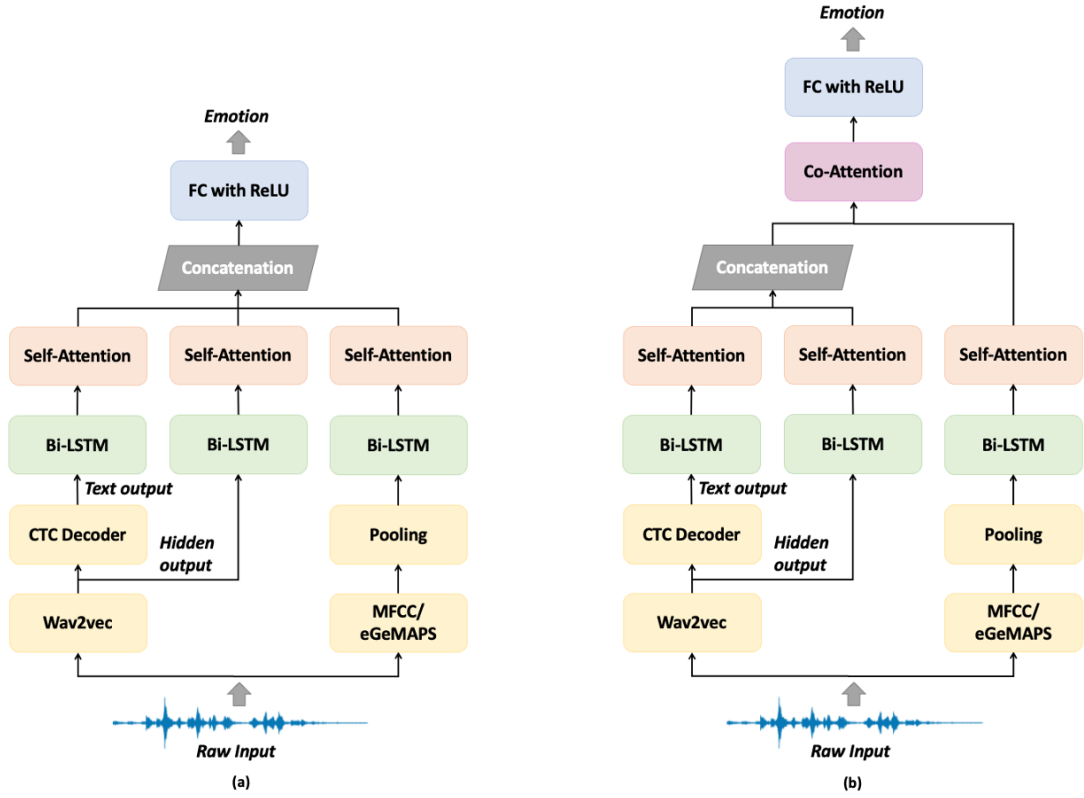 Emotion
FC with ReLU
Concatenation
Self-Attention
Self-Attention
Self-Attention
Bi-LSTM
Bi-LSTM
Bi-LSTM
Text output
CTC Decoder
Hidden
output
Pooling
Wav2vec
MFCC/
eGeMAPS
Raw Input
(a)
Emotion
FC with ReLU
Co-Attention
Concatenation
Self-Attention
Self-Attention
Self-Attention
Bi-LSTM
Bi-LSTM
Bi-LSTM
Text output
CTC Decoder
Hidden
output
Pooling
Wav2vec
MFCC/
eGeMAPS
Raw Input
(b)